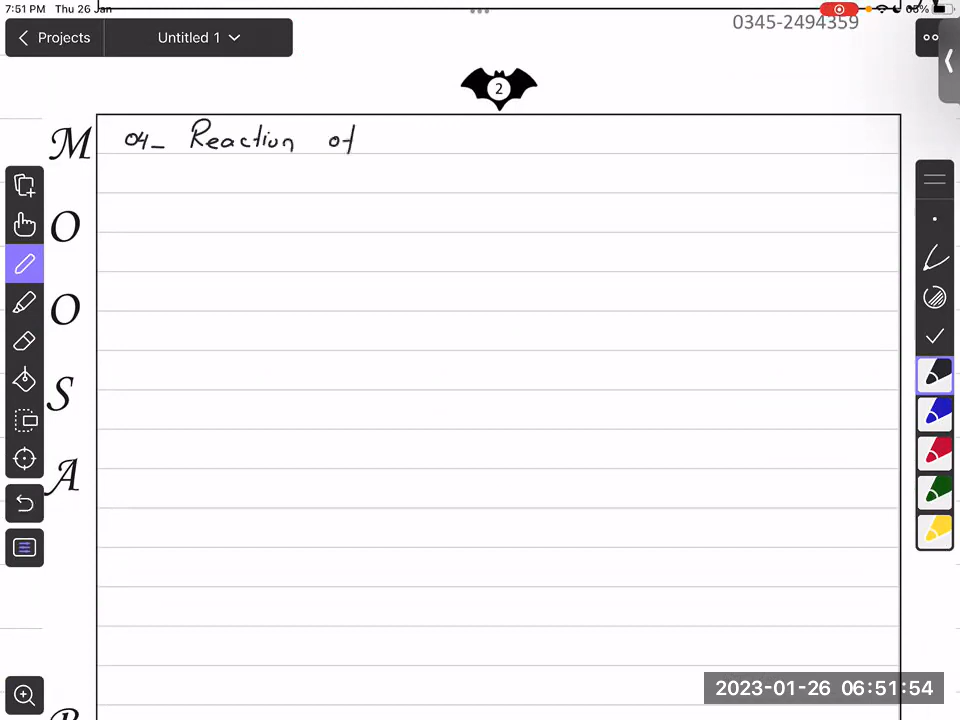 7:51 PM Thu 26 Jan
0345-2494359
Projects
Untitled 1
2
04- Reaction of
M
O
O
S
A
2023-01-26 06:51:54